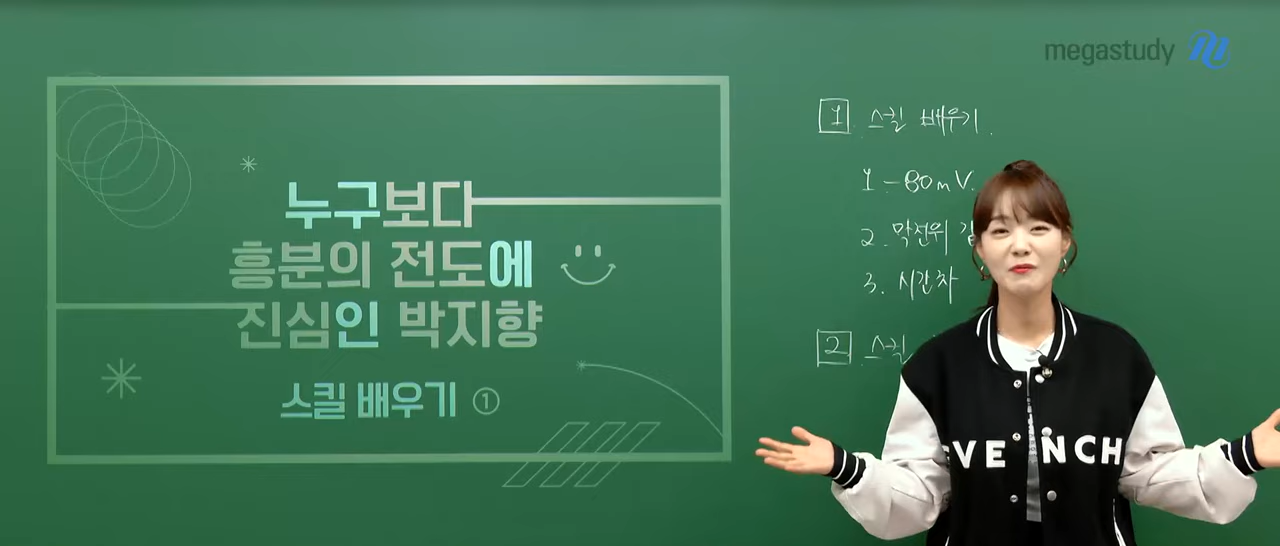 megastudy
누구보다
흥분의 전도에
진심인 박지향
스킬 배우기 ①
1 스킬 배우기.
1 -80mV.
2. 막전위
3. 시간차
2 스킬
VE NCH